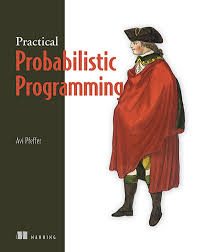 Practical
Probabilistic
Programming
Avi Pfeffer
MANNING